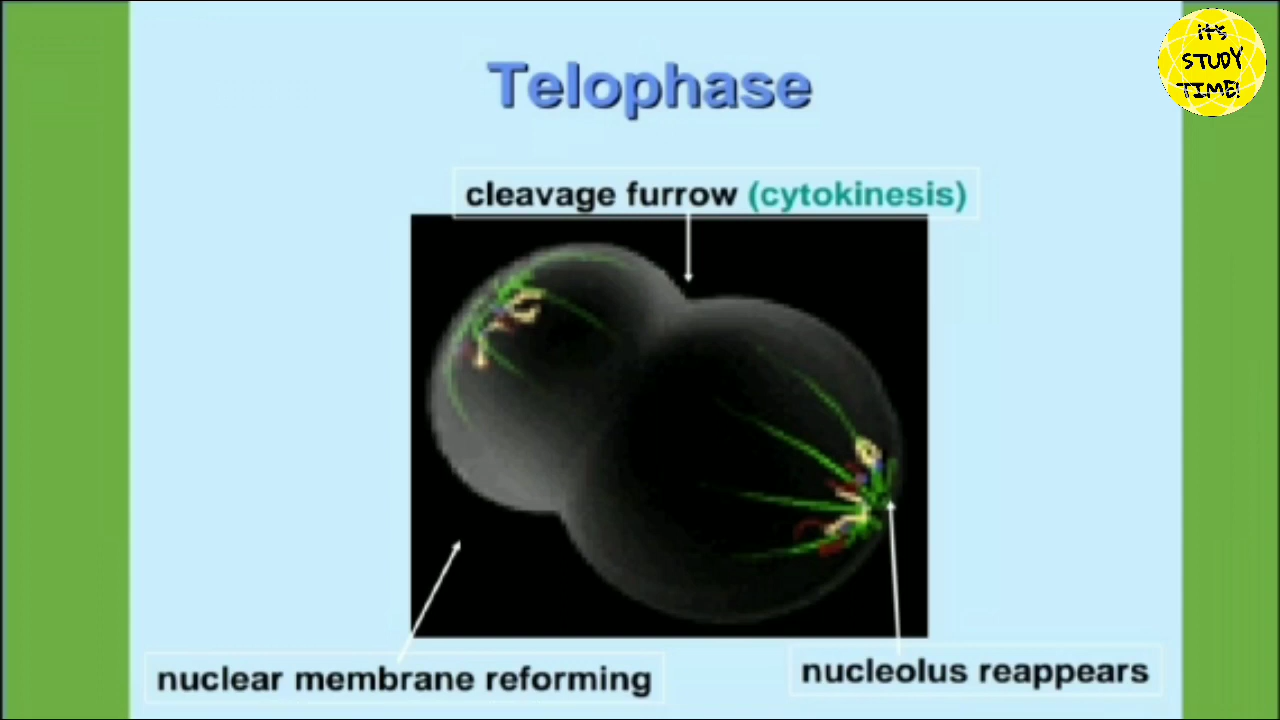 Telophase
it's
STUDY
TIME!
cleavage furrow (cytokinesis)
nuclear membrane reforming
nucleolus reappears